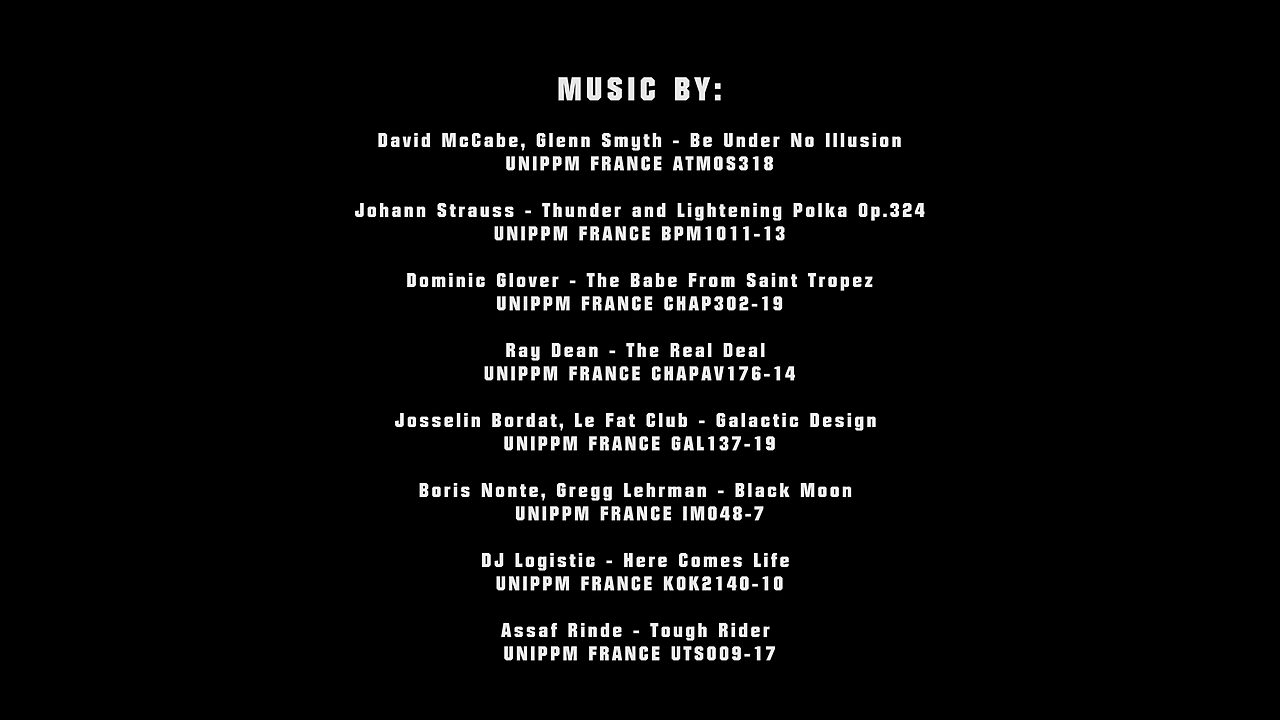 MUSIC BY:
David McCabe, Glenn Smyth - Be Under No Illusion
UNIPPM FRANCE ATMOS318
Johann Strauss - Thunder and Lightening Polka Op.324
UNIPPM FRANCE BPM1011-13
Dominic Glover - The Babe From Saint Tropez
UNIPPM FRANCE CHAP302-19
Ray Dean - The Real Deal
UNIPPM FRANCE CHAPAV176-14
Josselin Bordat, Le Fat Club - Galactic Design
UNIPPM FRANCE GAL137-19
Boris Nonte, Gregg Lehrman - Black Moon
UNIPPM FRANCE IM048-7
DJ Logistic - Here Comes Life
UNIPPM FRANCE KOK2140-10
Assaf Rinde - Tough Rider
UNIPPM FRANCE UTS009-17